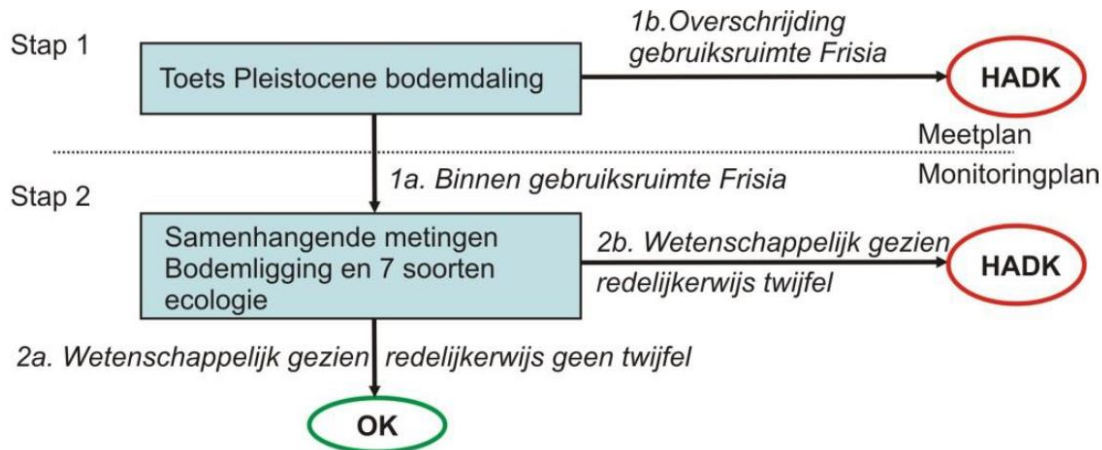 Stap 1
Toets Pleistocene bodemdaling
1b.Overschrijding
gebruiksruimte Frisia
HADK
Meetplan
Monitoringplan
1a. Binnen gebruiksruimte Frisia
Stap 2
Samenhangende metingen
Bodemligging en 7 soorten
ecologie
2b. Wetenschappelijk gezien
redelijkerwijs twijfel
HADK
2a. Wetenschappelijk gezien redelijkerwijs geen twijfel
OK